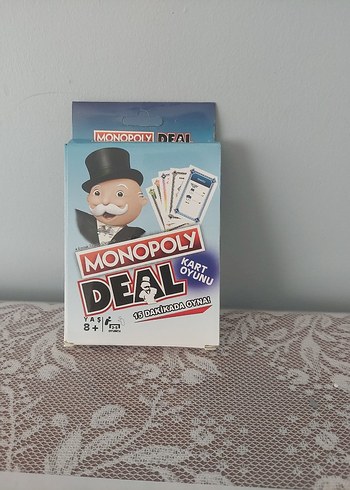 MONOPOLY DEAL
MONOPOLY
DEAL
KART
OYUNU
15 DAKİKADA OYNA!
YAŞ
8+